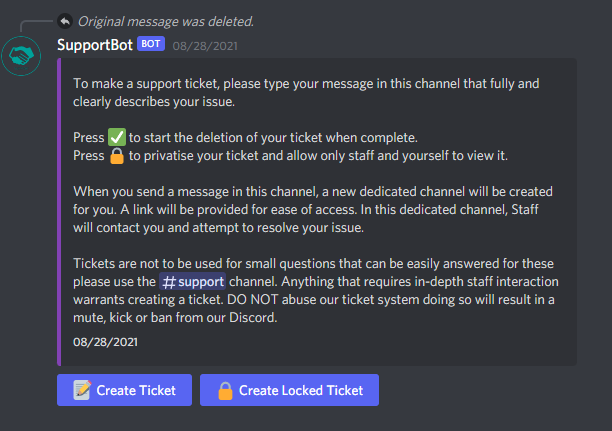 Original message was deleted.
SupportBot BOT 08/28/2021
To make a support ticket, please type your message in this channel that fully and
clearly describes your issue.
Press ✅ to start the deletion of your ticket when complete.
Press 🔒 to privatise your ticket and allow only staff and yourself to view it.
When you send a message in this channel, a new dedicated channel will be created
for you. A link will be provided for ease of access. In this dedicated channel, Staff
will contact you and attempt to resolve your issue.
Tickets are not to be used for small questions that can be easily answered for these
please use the #support channel. Anything that requires in-depth staff interaction
warrants creating a ticket. DO NOT abuse our ticket system doing so will result in a
mute, kick or ban from our Discord.
08/28/2021
📝 Create Ticket 🔒 Create Locked Ticket